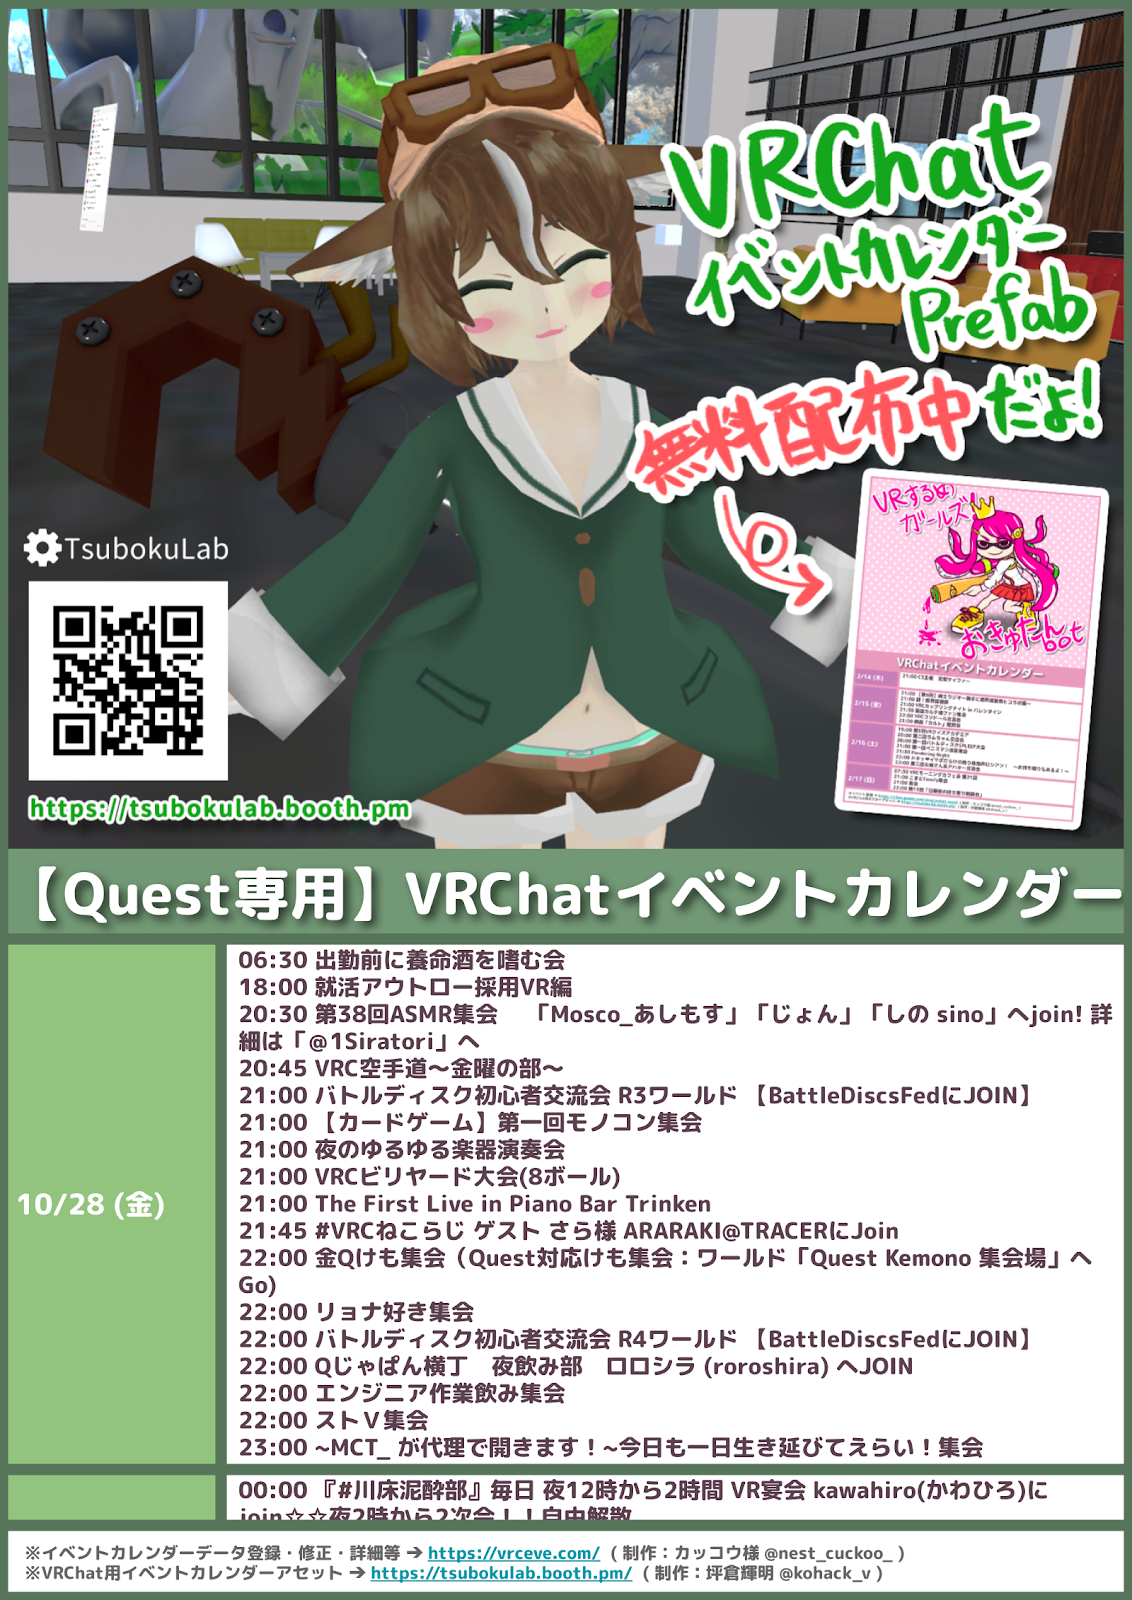 VRChat
イベントカレンダー
Prefab
無料配布中だよ!
TsubokuLab
https://tsubokulab.booth.pm
VRするめ
ガールズ
おきゅたん
bot
VRChatイベントカレンダー
2/14 (木)
2/15 (金)
2/16 (土)
2/17 (日)
【Quest専用】VRChatイベントカレンダー
10/28 (金)
06:30 出勤前に養命酒を嗜む会
18:00 就活アウトロー採用VR編
20:30 第38回ASMR集会　「Mosco_あしもす」「じょん」「しの sino」へjoin! 詳
細は「@1Siratori」へ
20:45 VRC空手道～金曜の部～
21:00 バトルディスク初心者交流会 R3ワールド 【BattleDiscsFedにJOIN】
21:00 【カードゲーム】第一回モノコン集会
21:00 夜のゆるゆる楽器演奏会
21:00 VRCビリヤード大会(8ボール)
21:00 The First Live in Piano Bar Trinken
21:45 #VRCねこらじ ゲスト さら様 ARARAKI@TRACERにJoin
22:00 金Qけも集会（Quest対応けも集会：ワールド「Quest Kemono 集会場」へ
Go)
22:00 リョナ好き集会
22:00 バトルディスク初心者交流会 R4ワールド 【BattleDiscsFedにJOIN】
22:00 Qじゃぱん横丁　夜飲み部　ロロシラ (roroshira) へJOIN
22:00 エンジニア作業飲み集会
22:00 ストＶ集会
23:00 ~MCT_ が代理で開きます！~今日も一日生き延びてえらい！集会
00:00 『#川床泥酔部』毎日 夜12時から2時間 VR宴会 kawahiro(かわひろ)に
join☆☆夜2時から2次会！！自由解散
※イベントカレンダーデータ登録・修正・詳細等 ➔ https://vrceve.com/ （制作：カッコウ様 @nest_cuckoo_ ）
※VRChat用イベントカレンダーアセット ➔ https://tsubokulab.booth.pm/ （制作：坪倉輝明 @kohack_v ）